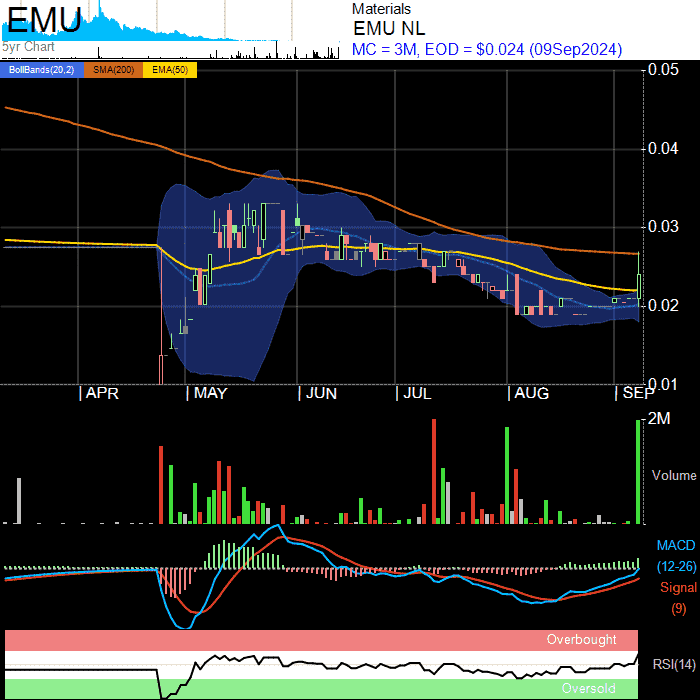 EMU
5yr Chart
Materials
EMU NL
MC = 3M, EOD = $0.024 (09Sep2024)
BollBands(20,2) SMA(200) EMA(50)
0.05
0.04
0.03
0.02
0.01
APR MAY JUN JUL AUG SEP
2M
Volume
MACD
(12-26)
Signal
(9)
Overbought
RSI(14)
Oversold